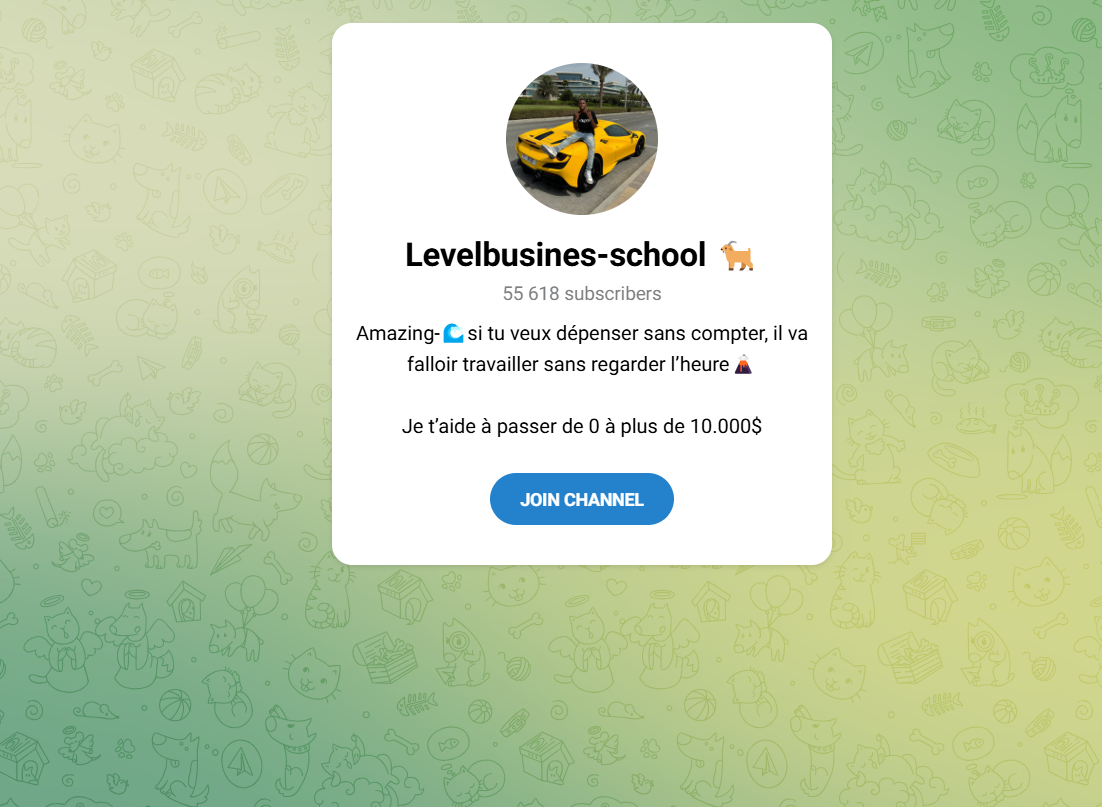 Levelbusines-school 🐐
55 618 subscribers
Amazing-🌊si tu veux dépenser sans compter, il va
falloir travailler sans regarder l’heure🌋
Je t’aide à passer de 0 à plus de 10.000$
JOIN CHANNEL